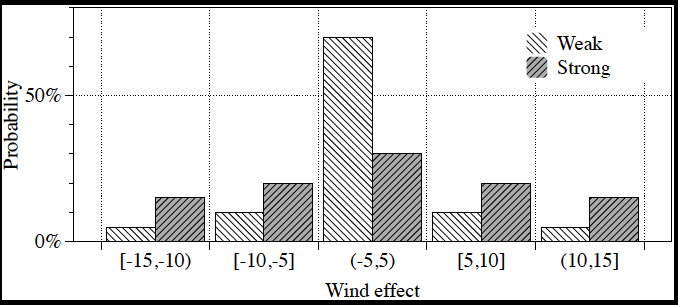 Weak
Strong
Probability
50%
0%
[-15,-10) [-10,-5] (-5,5) [5,10] (10,15]
Wind effect